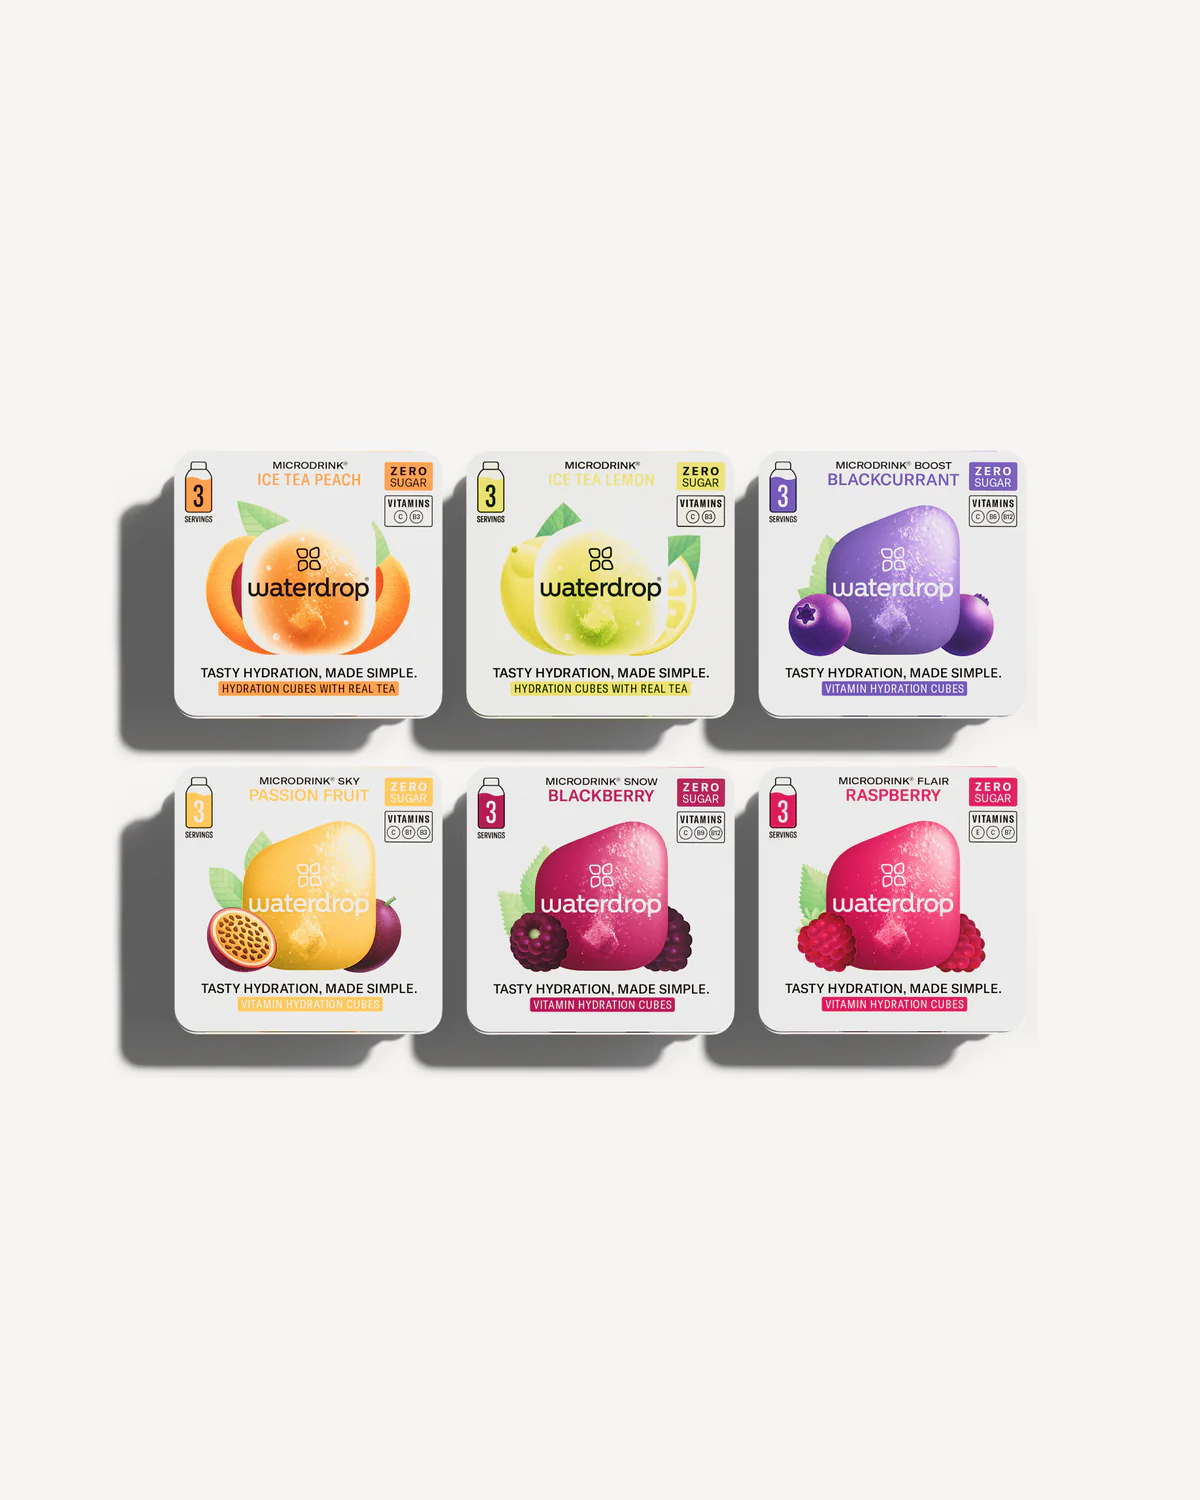 3
SERVINGS
MICRODRINK®
ICE TEA PEACH
ZERO
SUGAR
VITAMINS
C B3
waterdrop®
TASTY HYDRATION, MADE SIMPLE.
HYDRATION CUBES WITH REAL TEA
3
SERVINGS
MICRODRINK®
ICE TEA LEMON
ZERO
SUGAR
VITAMINS
C B3
waterdrop®
TASTY HYDRATION, MADE SIMPLE.
HYDRATION CUBES WITH REAL TEA
3
SERVINGS
MICRODRINK® BOOST
BLACKCURRANT
ZERO
SUGAR
VITAMINS
C B6 B12
waterdrop®
TASTY HYDRATION, MADE SIMPLE.
VITAMIN HYDRATION CUBES
3
SERVINGS
MICRODRINK® SKY
PASSION FRUIT
ZERO
SUGAR
VITAMINS
C B1 B3
waterdrop
TASTY HYDRATION, MADE SIMPLE.
VITAMIN HYDRATION CUBES
3
SERVINGS
MICRODRINK® SNOW
BLACKBERRY
ZERO
SUGAR
VITAMINS
C B9 B12
waterdrop®
TASTY HYDRATION, MADE SIMPLE.
VITAMIN HYDRATION CUBES
3
SERVINGS
MICRODRINK® FLAIR
RASPBERRY
ZERO
SUGAR
VITAMINS
E C B7
waterdrop®
TASTY HYDRATION, MADE SIMPLE.
VITAMIN HYDRATION CUBES